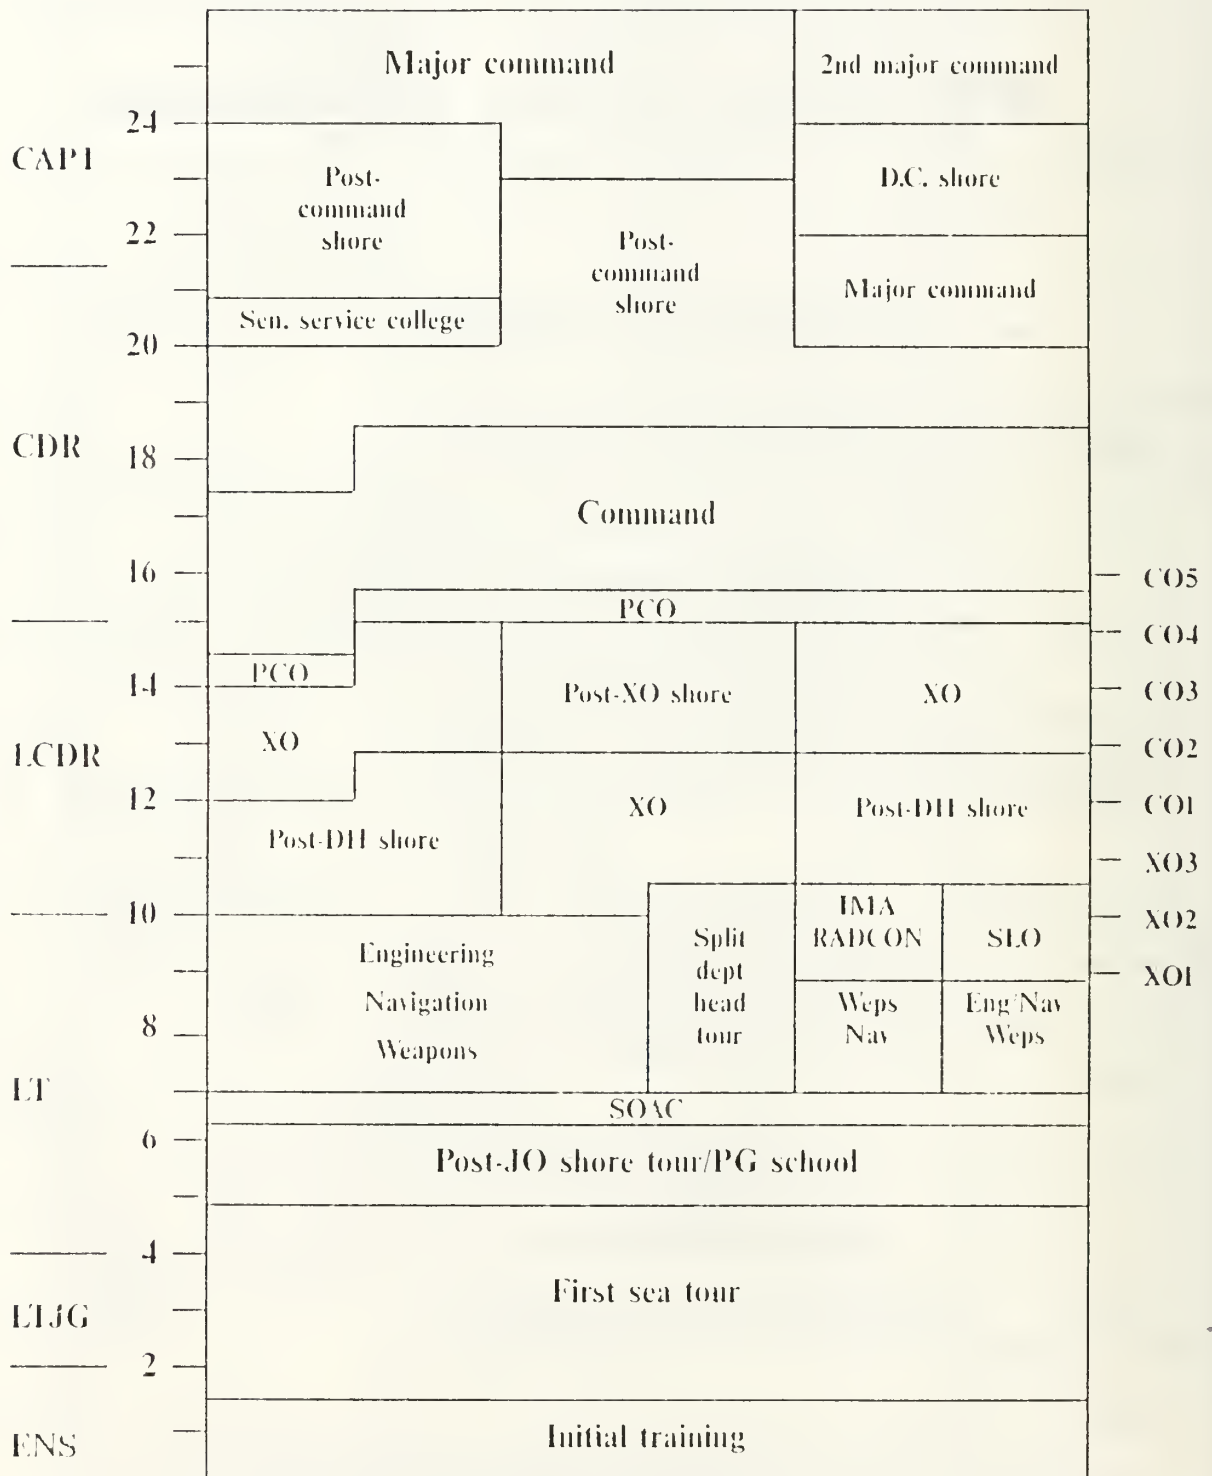 Major command
2nd major command
24
CAPT
Post-
command
shore
D.C. shore
22
Post-
command
shore
Major command
Sen. service college
20
CDR
18
Command
16
CO5
PCO
CO4
PCO
14
Post-XO shore
XO
CO3
XO
LCDR
CO2
12
XO
Post-DH shore
CO1
Post-DH shore
XO3
10
IMA
RADCON
SLO
XO2
Engineering
Navigation
Weapons
Split
dept
head
tour
XO1
Weps
Nav
Eng/Nav
Weps
8
LT
SOAC
6
Post-JO shore tour/PG school
4
First sea tour
LTJG
2
Initial training
ENS